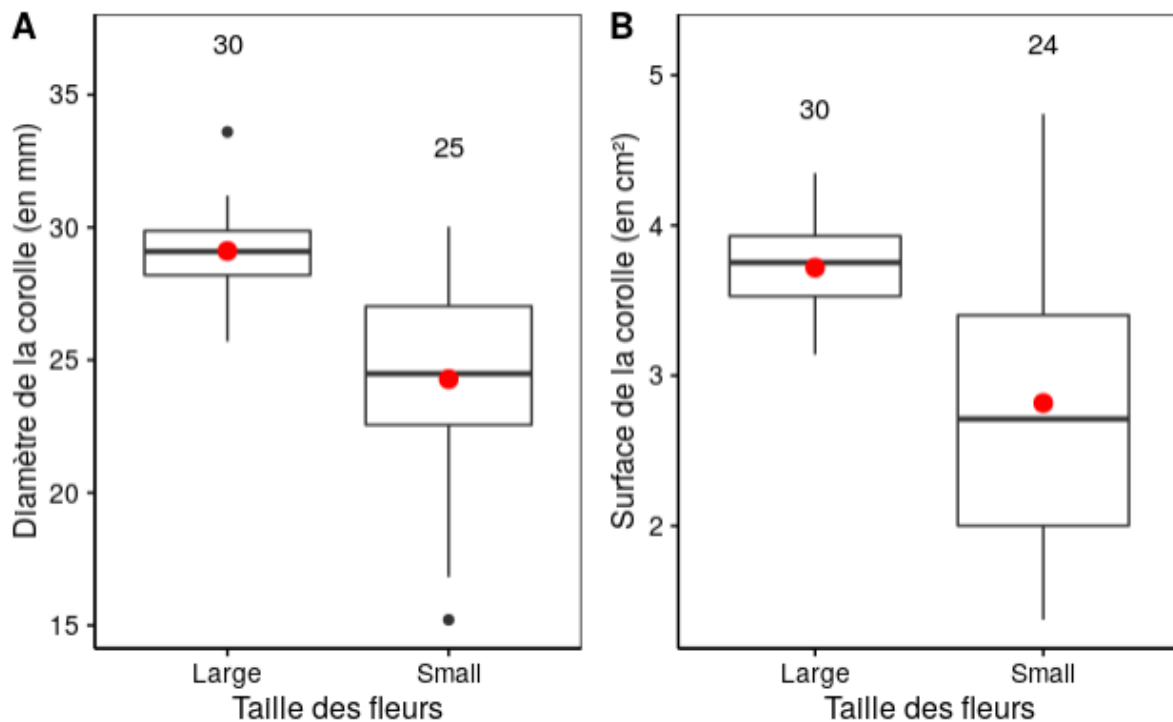 A
30
25
35
30
25
20
15
Diamètre de la corolle (en mm)
Large
Small
Taille des fleurs
B
24
30
5
4
3
2
Surface de la corolle (en cm²)
Large
Small
Taille des fleurs